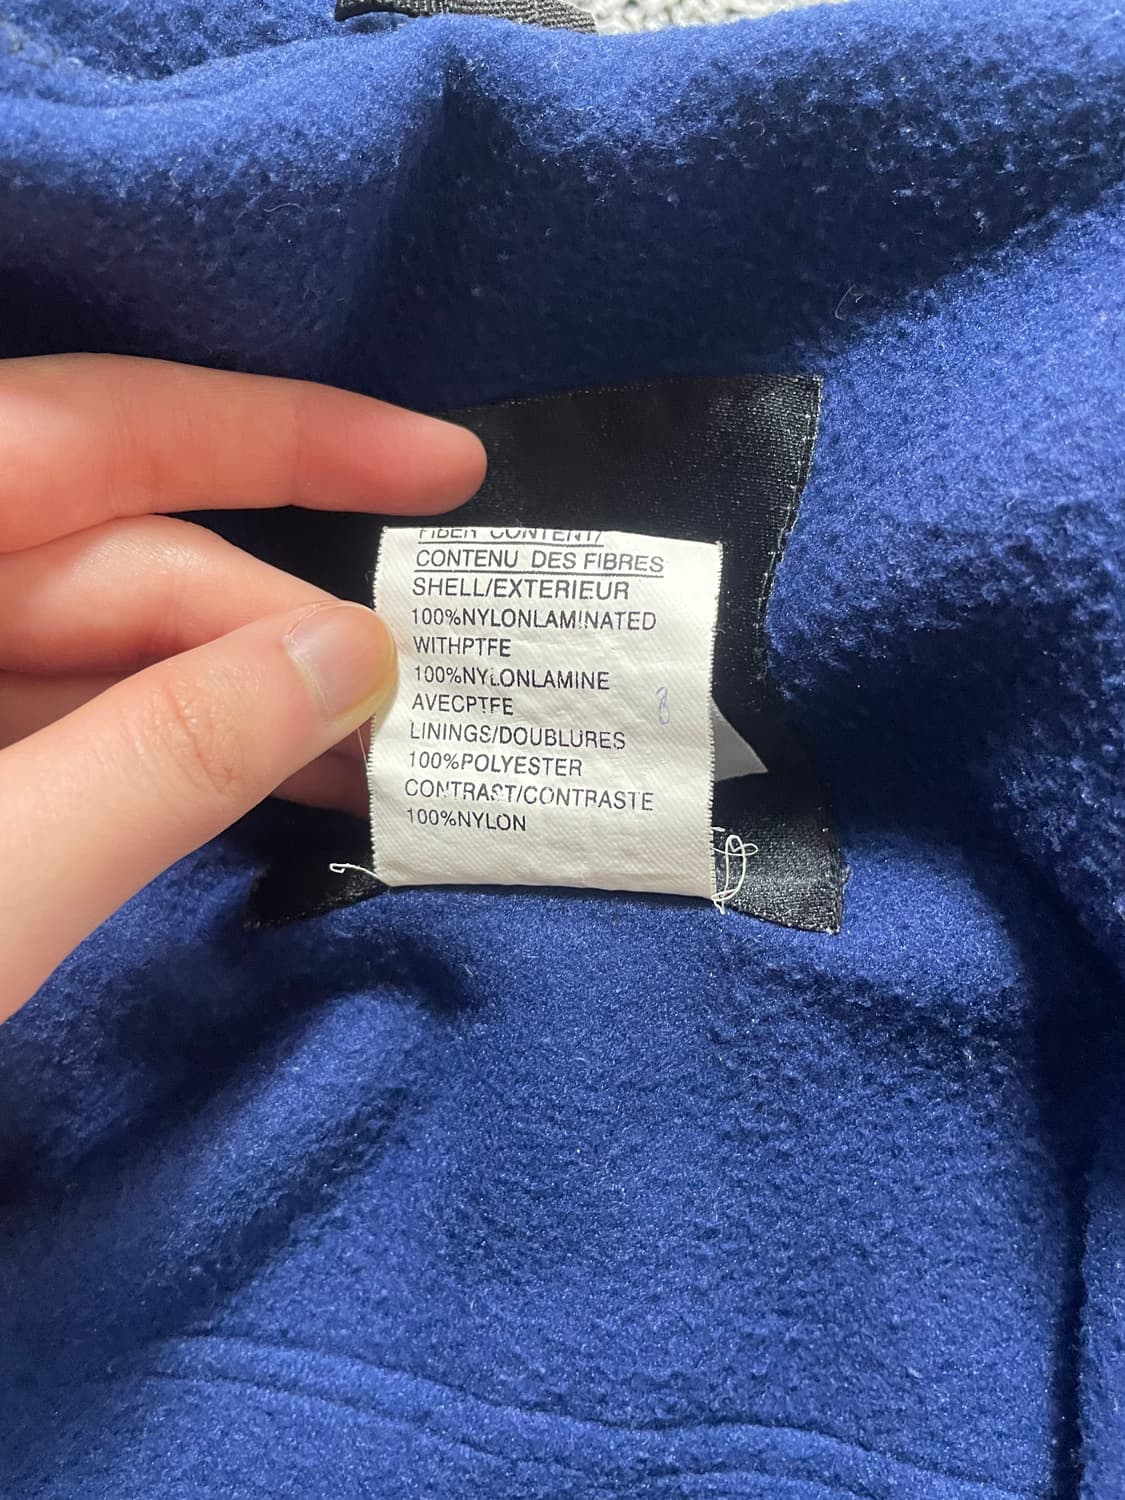 FIBER CONTENT/
CONTENU DES FIBRES
SHELL/EXTERIEUR
100%NYLONLAMINATED
WITHPTFE
100%NYLONLAMINE
AVECPTFE
LININGS/DOUBLURES
100%POLYESTER
CONTRAST/CONTRASTE
100%NYLON